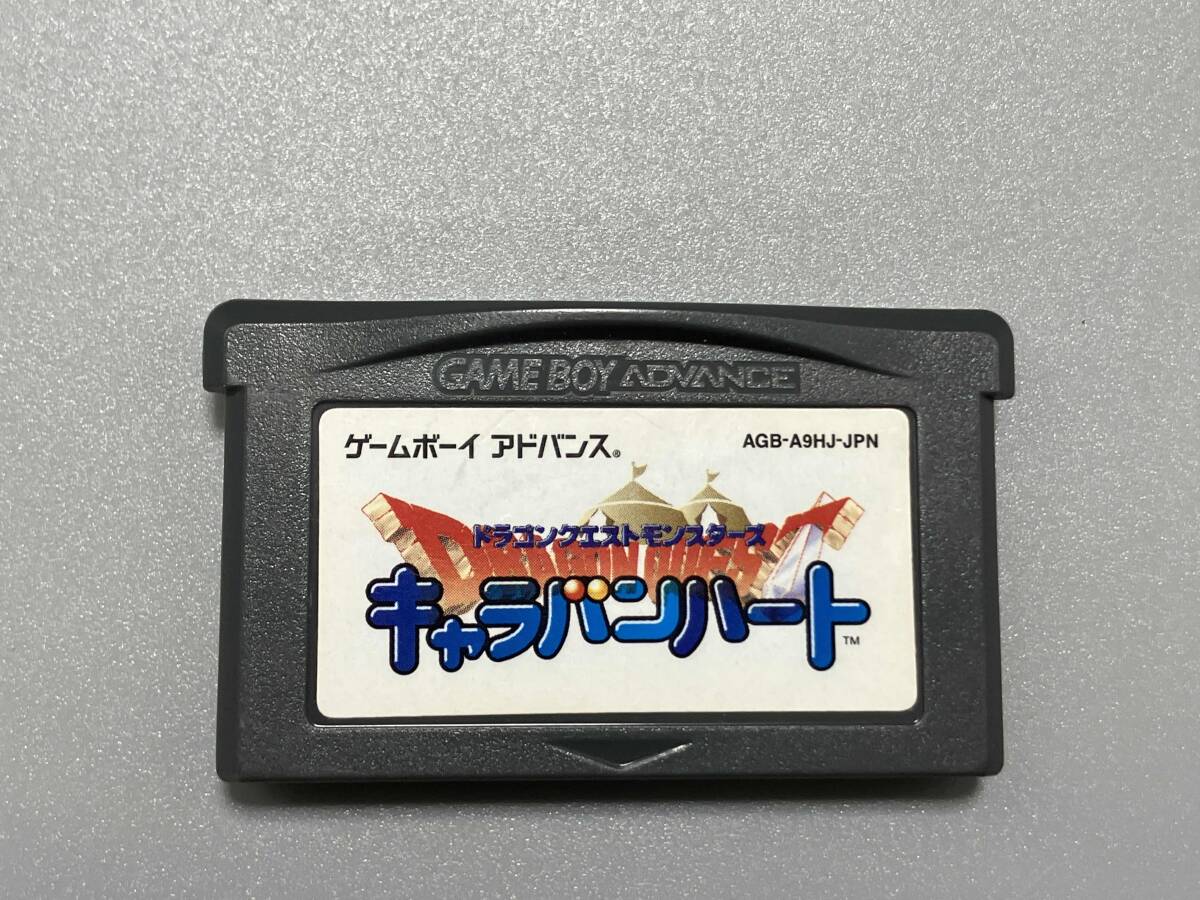 GAME BOY ADVANCE
ゲームボーイ アドバンス®
AGB-A9HJ-JPN
DRAGON QUEST
ドラゴンクエストモンスターズ
キャラバンハート™